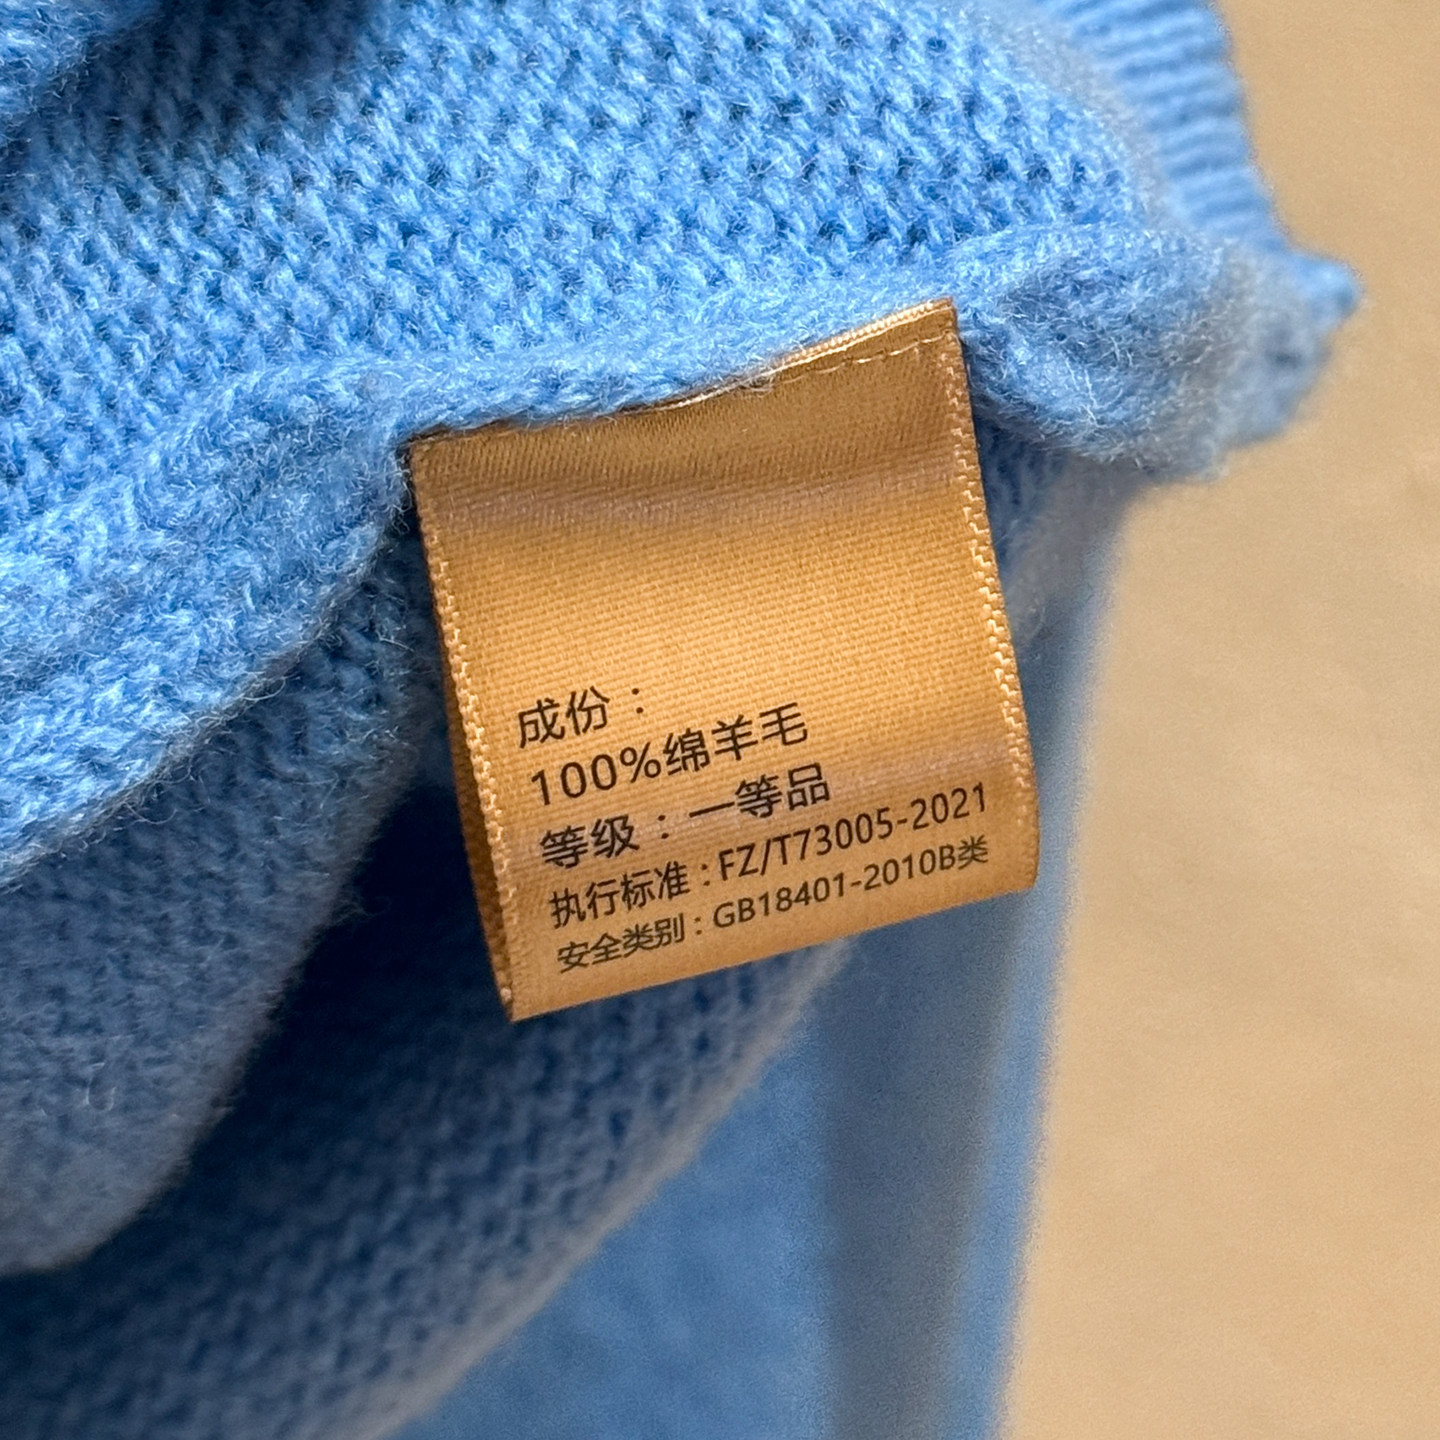 成份：
100%绵羊毛
等级：一等品
执行标准：FZ/T73005-2021
安全类别：GB18401-2010B类